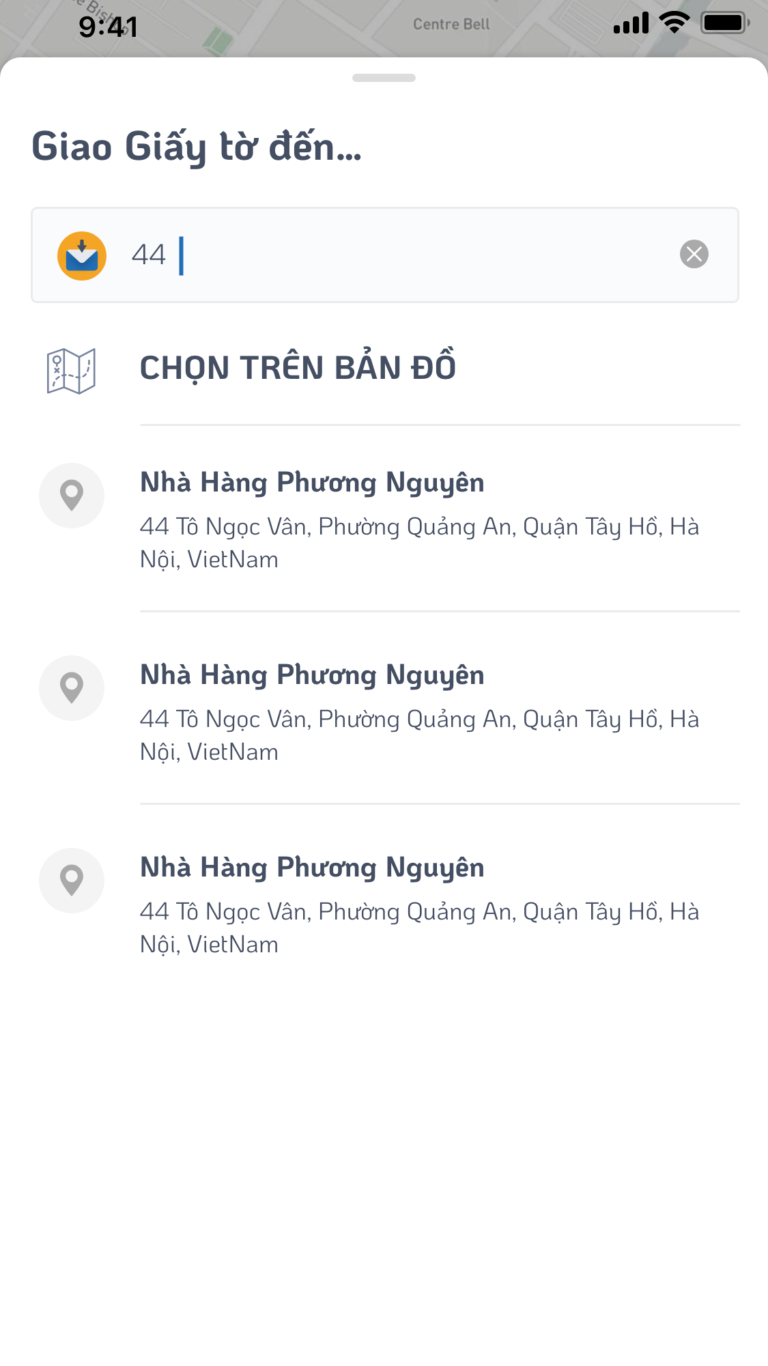 9:41
Centre Bell
Giao Giấy tờ đến...
44
CHỌN TRÊN BẢN ĐỒ
Nhà Hàng Phương Nguyên
44 Tô Ngọc Vân, Phường Quảng An, Quận Tây Hồ, Hà
Nội, VietNam
Nhà Hàng Phương Nguyên
44 Tô Ngọc Vân, Phường Quảng An, Quận Tây Hồ, Hà
Nội, VietNam
Nhà Hàng Phương Nguyên
44 Tô Ngọc Vân, Phường Quảng An, Quận Tây Hồ, Hà
Nội, VietNam